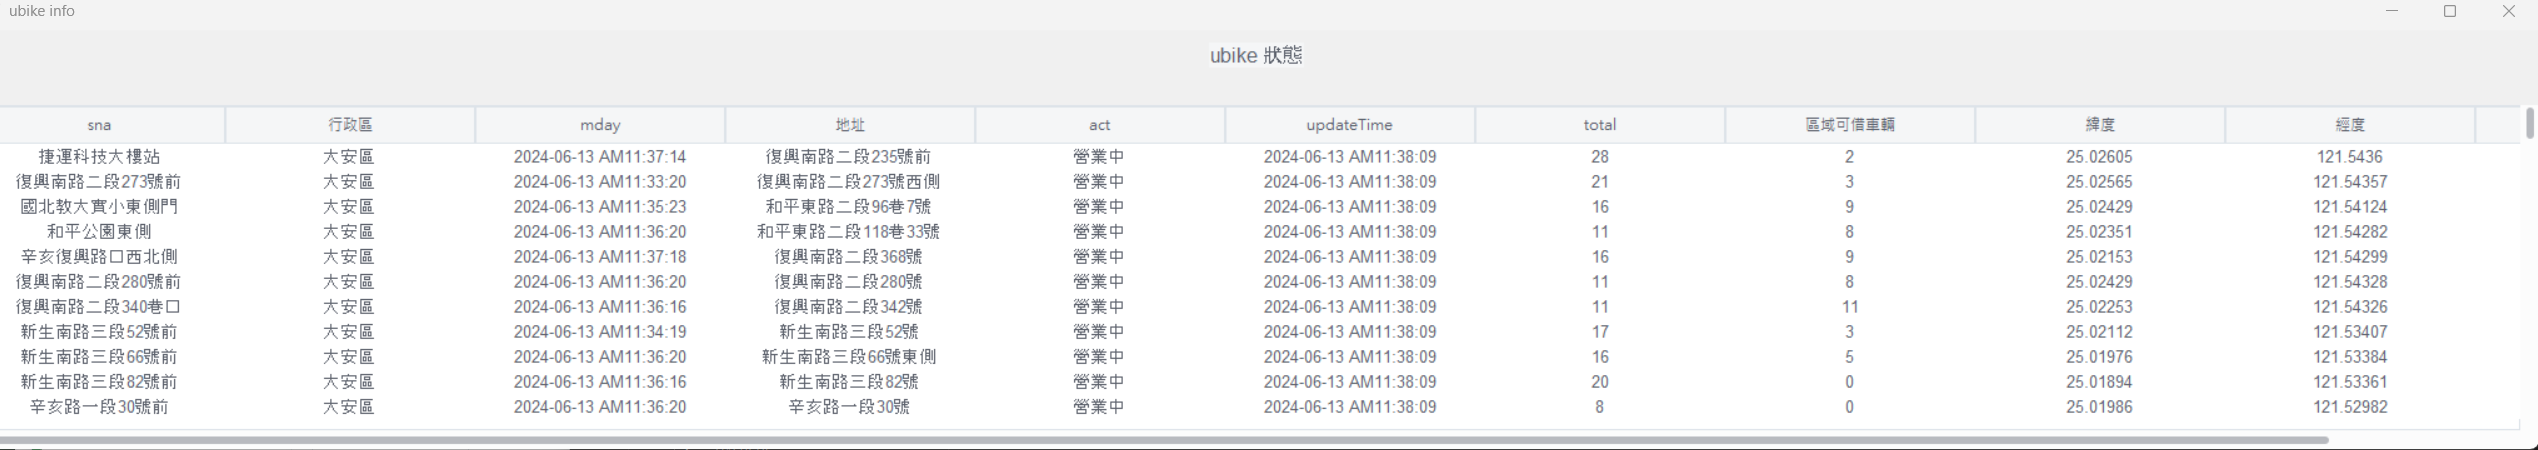 ubike info
ubike 狀態
sna 行政區 mday 地址 act updateTime total 區域可借車輛 緯度 經度
捷運科技大樓站 大安區 2024-06-13 AM11:37:14 復興南路二段235號前 營業中 2024-06-13 AM11:38:09 28 2 25.02605 121.5436
復興南路二段273號前 大安區 2024-06-13 AM11:33:20 復興南路二段273號西側 營業中 2024-06-13 AM11:38:09 21 3 25.02565 121.54357
國北教大實小東側門 大安區 2024-06-13 AM11:35:23 和平東路二段96巷7號 營業中 2024-06-13 AM11:38:09 16 9 25.02429 121.54124
和平公園東側 大安區 2024-06-13 AM11:36:20 和平東路二段118巷33號 營業中 2024-06-13 AM11:38:09 11 8 25.02351 121.54282
辛亥復興路口西北側 大安區 2024-06-13 AM11:37:18 復興南路二段368號 營業中 2024-06-13 AM11:38:09 16 9 25.02153 121.54299
復興南路二段280號前 大安區 2024-06-13 AM11:36:20 復興南路二段280號 營業中 2024-06-13 AM11:38:09 11 8 25.02429 121.54328
復興南路二段340巷口 大安區 2024-06-13 AM11:36:16 復興南路二段342號 營業中 2024-06-13 AM11:38:09 11 11 25.02253 121.54326
新生南路三段52號前 大安區 2024-06-13 AM11:34:19 新生南路三段52號 營業中 2024-06-13 AM11:38:09 17 3 25.02112 121.53407
新生南路三段66號前 大安區 2024-06-13 AM11:36:20 新生南路三段66號東側 營業中 2024-06-13 AM11:38:09 16 5 25.01976 121.53384
新生南路三段82號前 大安區 2024-06-13 AM11:36:16 新生南路三段82號 營業中 2024-06-13 AM11:38:09 20 0 25.01894 121.53361
辛亥路一段30號前 大安區 2024-06-13 AM11:36:20 辛亥路一段30號 營業中 2024-06-13 AM11:38:09 8 0 25.01986 121.52982